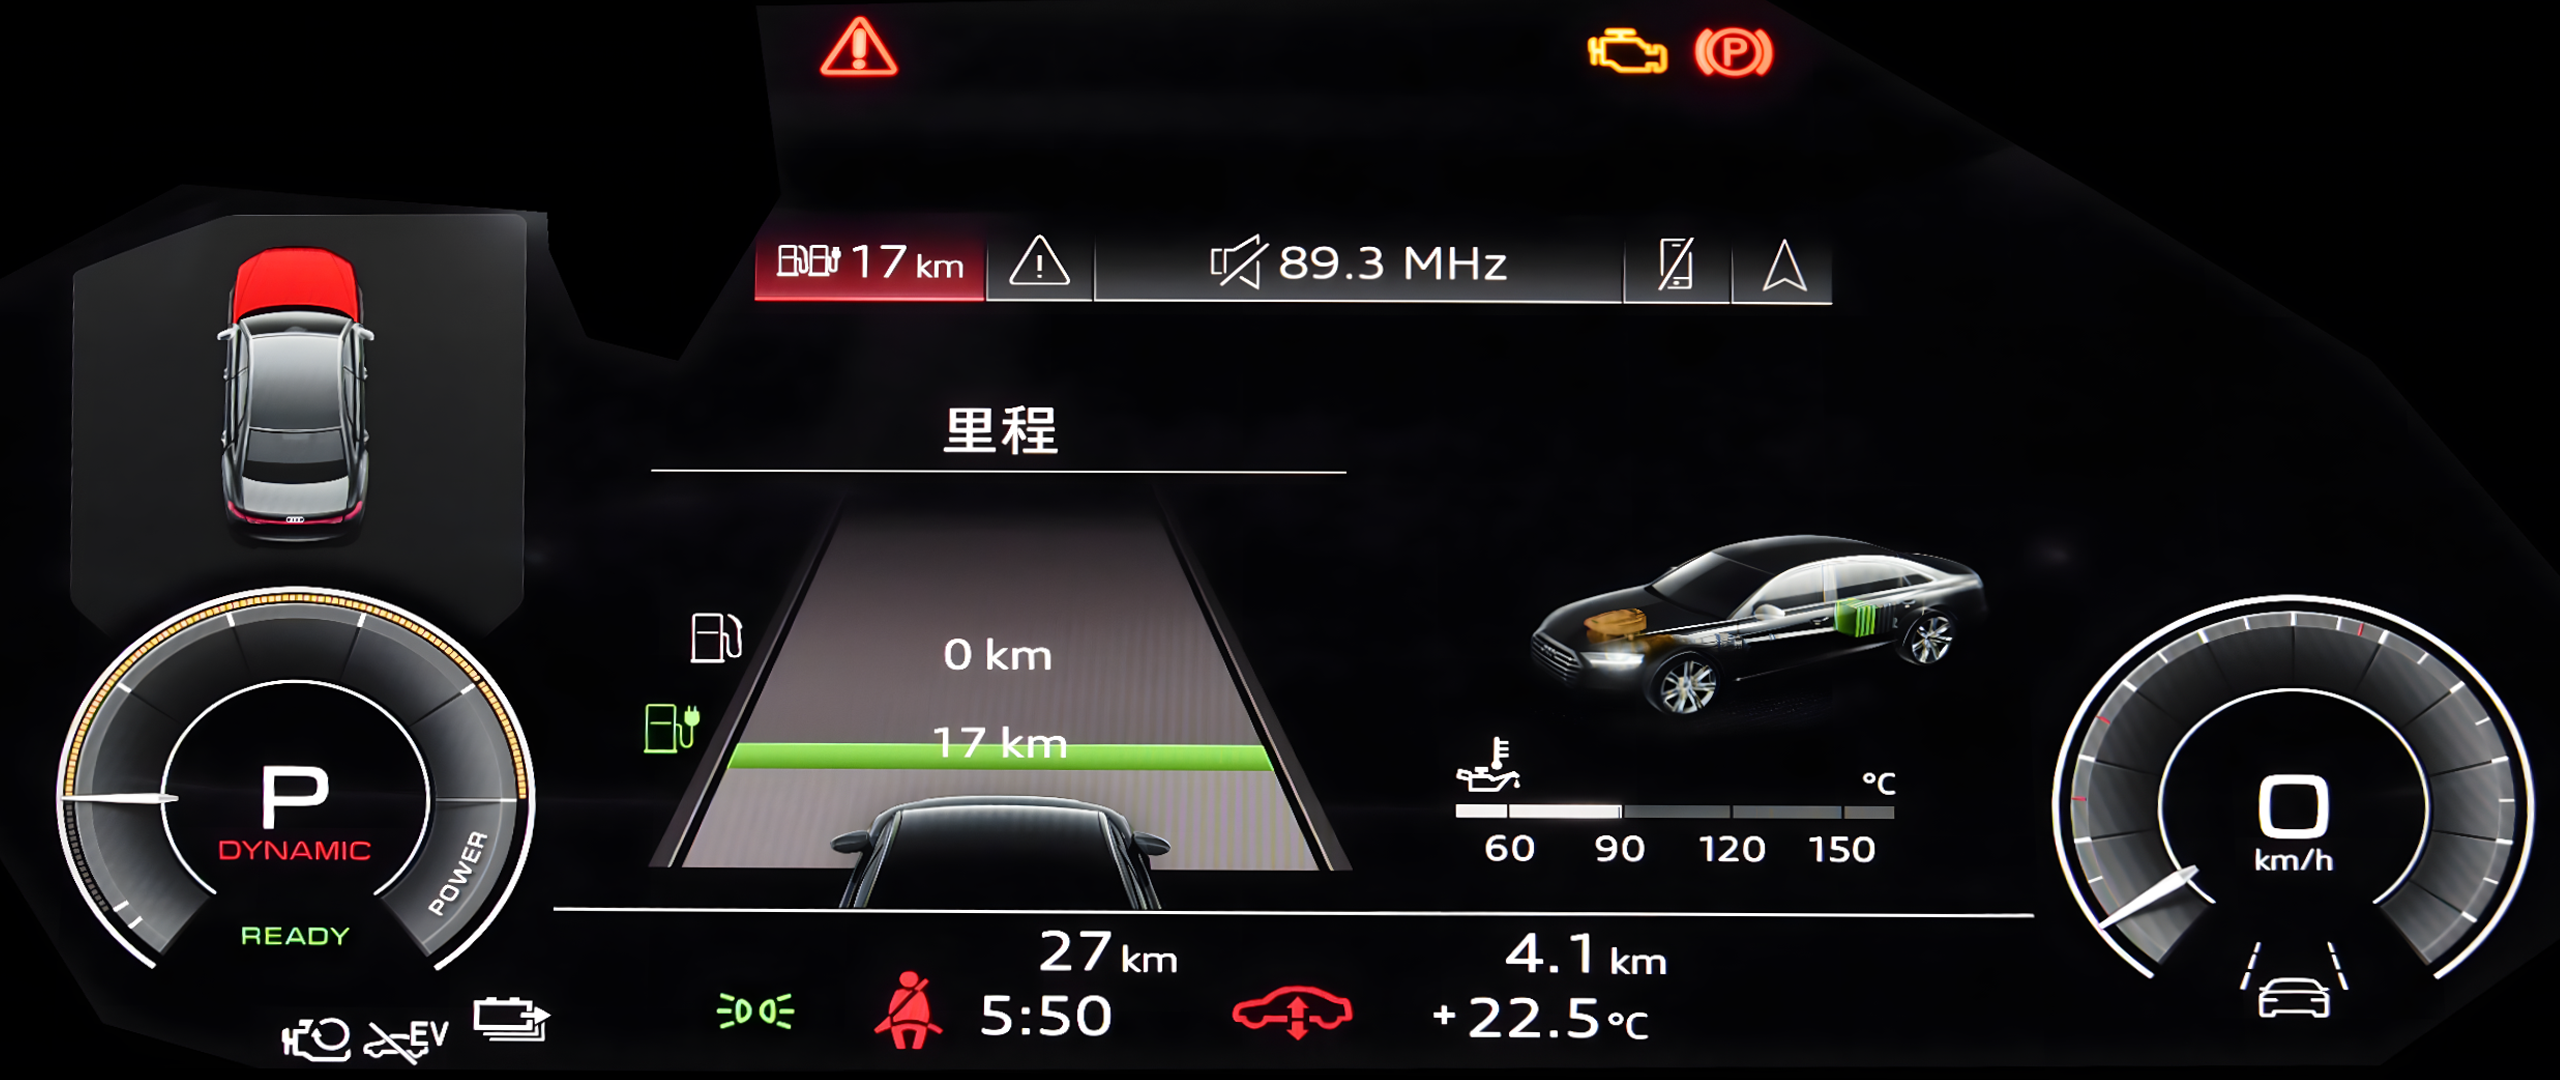 17 km
89.3 MHz
里程
0 km
17 km
°C
60 90 120 150
P
DYNAMIC
READY
POWER
0
km/h
27 km
4.1 km
5:50
+22.5°C
EV